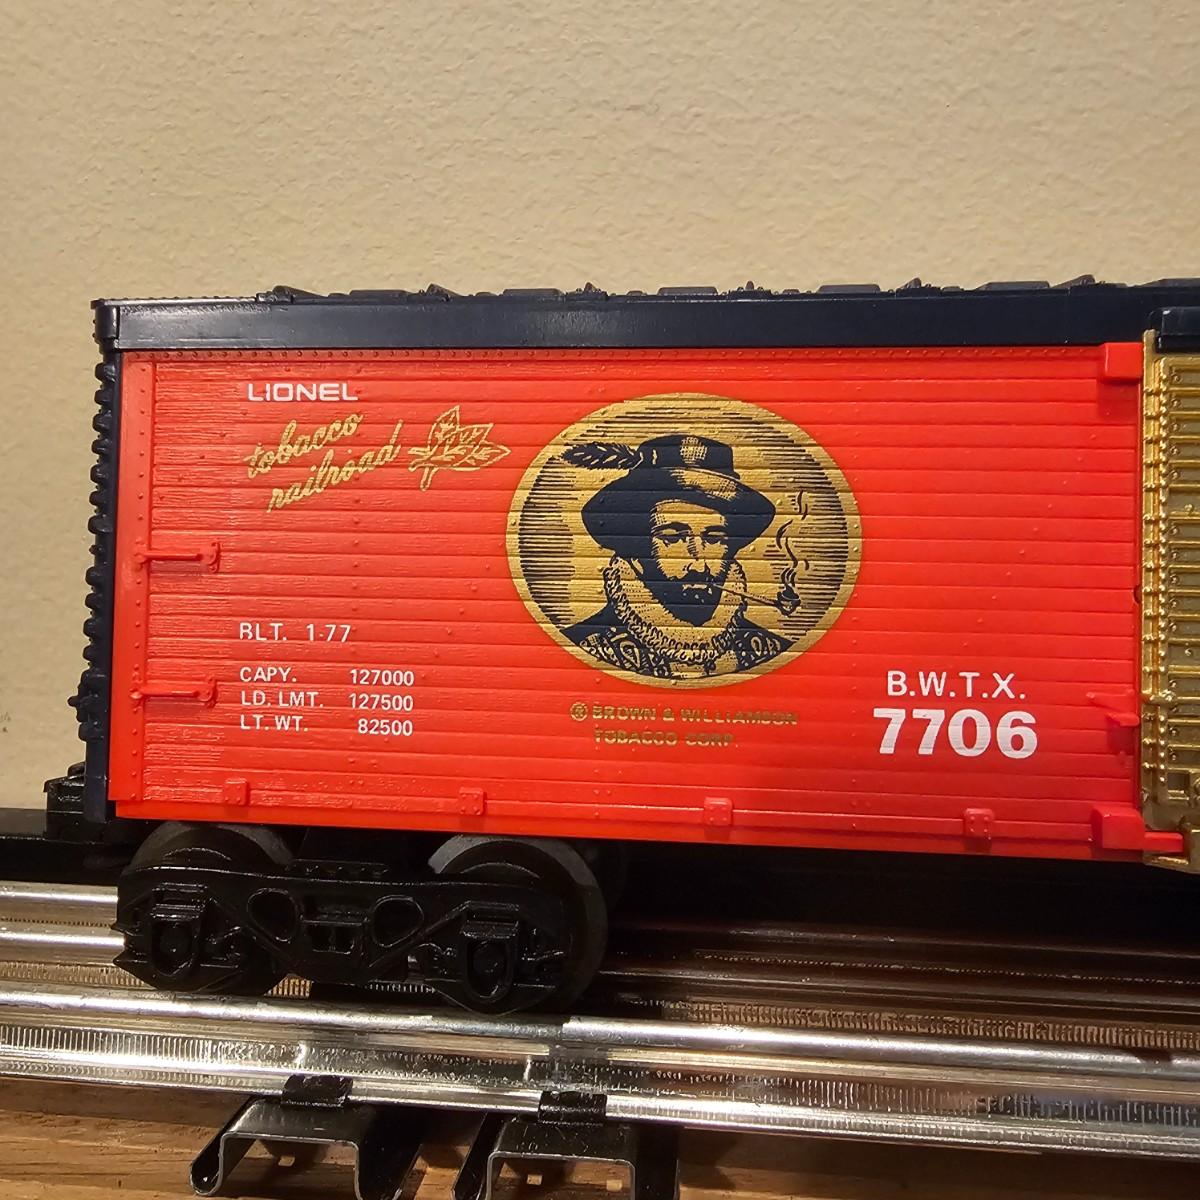 LIONEL
tobacco
railroad
BLT. 1-77
CAPY. 127000
LD. LMT. 127500
LT. WT. 82500
® BROWN & WILLIAMSON
TOBACCO CORP.
B.W.T.X.
7706